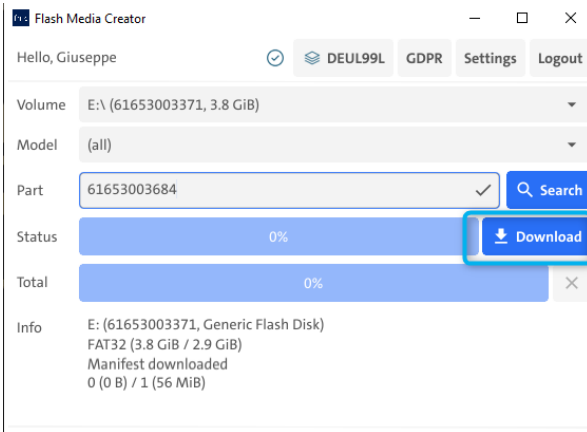 Flash Media Creator
Hello, Giuseppe DEUL99L GDPR Settings Logout
Volume E:\ (61653003371, 3.8 GiB)
Model (all)
Part 61653003684 Search
Status 0% Download
Total 0%
Info E: (61653003371, Generic Flash Disk)
FAT32 (3.8 GiB / 2.9 GiB)
Manifest downloaded
0 (0 B) / 1 (56 MiB)